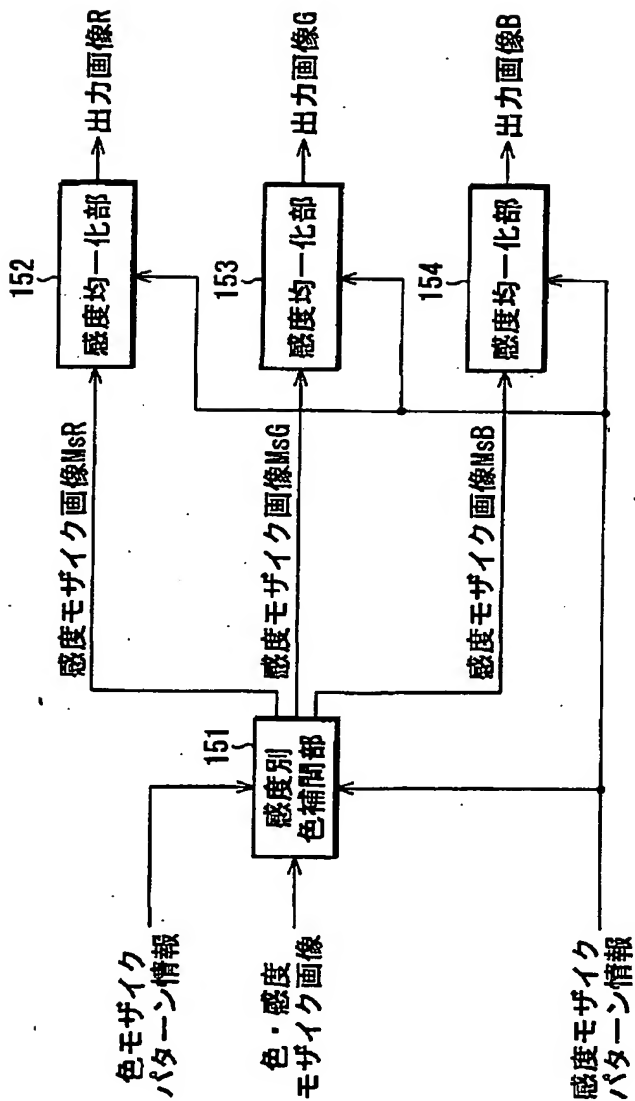 色モザイク
パターン情報
色・感度
モザイク画像
感度モザイク
パターン情報
151
感度別
色補間部
感度モザイク画像MsR
感度モザイク画像MsG
感度モザイク画像MsB
152
感度均一化部
出力画像R
153
感度均一化部
出力画像G
154
感度均一化部
出力画像B